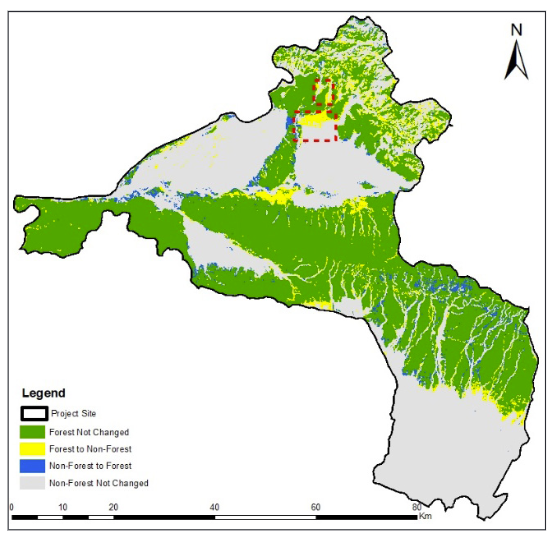 N
Legend
Project Site
Forest Not Changed
Forest to Non-Forest
Non-Forest to Forest
Non-Forest Not Changed
0 10 20 40 60 80
Km